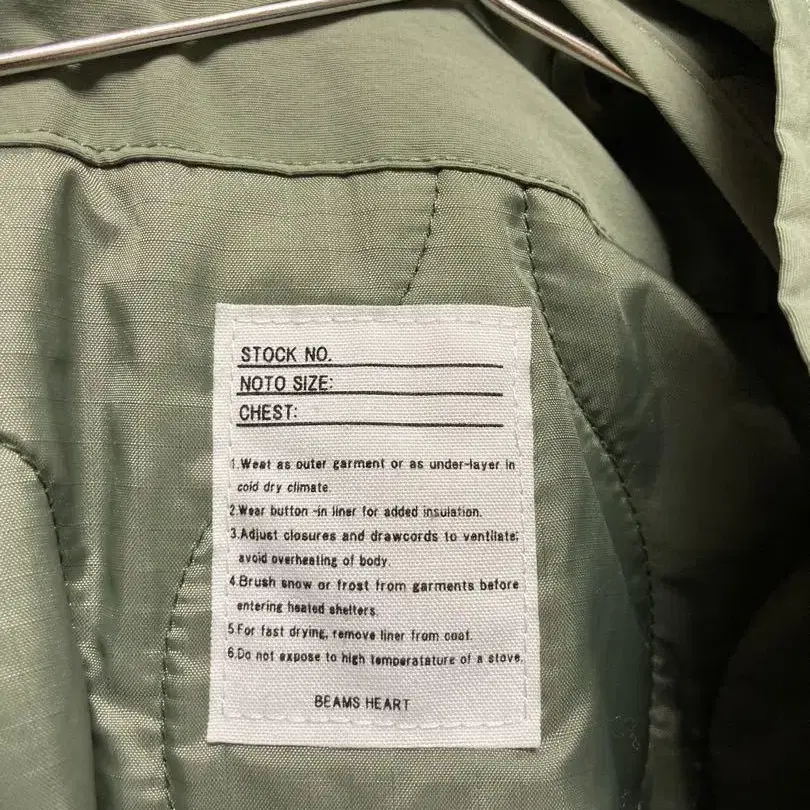 STOCK NO.
NOTO SIZE:
CHEST:
1.Weat as outer garment or as under-layer in
cold dry climate.
2.Wear button-in liner for added insulation.
3.Adjust closures and drawcords to ventilate;
avoid overheating of body.
4.Brush snow or frost from garments before
entering heated shelters.
5.For fast drying, remove liner from coat.
6.Do not expose to high temperatature of a stove.
BEAMS HEART